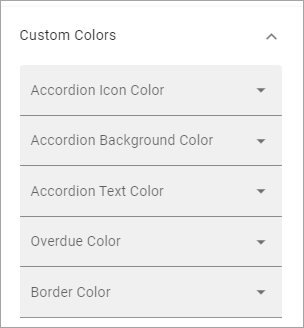 Custom Colors
Accordion Icon Color
Accordion Background Color
Accordion Text Color
Overdue Color
Border Color